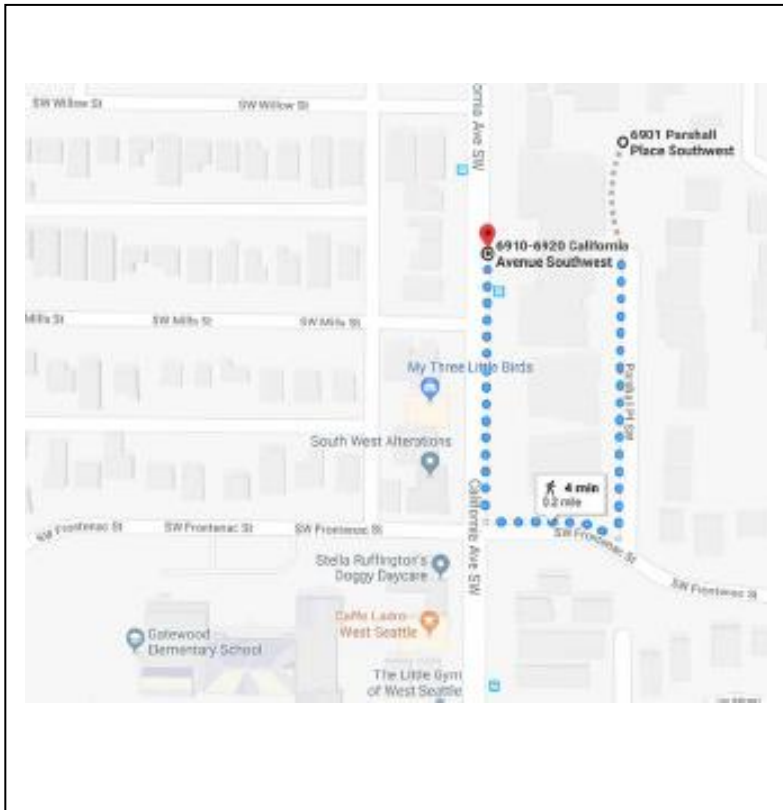 SW Willow St
SW Willow St
ornia Ave SW
6901 Parshall
Place Southwest
6910-6920 California
Avenue Southwest
Mills St
SW Mills St
SW Mills St
My Three Little Birds
Parshall Pl SW
South West Alterations
4 min
0.2 mile
California Ave SW
SW Frontenac St
SW Frontenac St
SW Frontenac St
SW Frontenac St
SW Frontenac St
Stella Ruffington's
Doggy Daycare
Caffe Ladro -
West Seattle
Gatewood
Elementary School
The Little Gym
of West Seattle